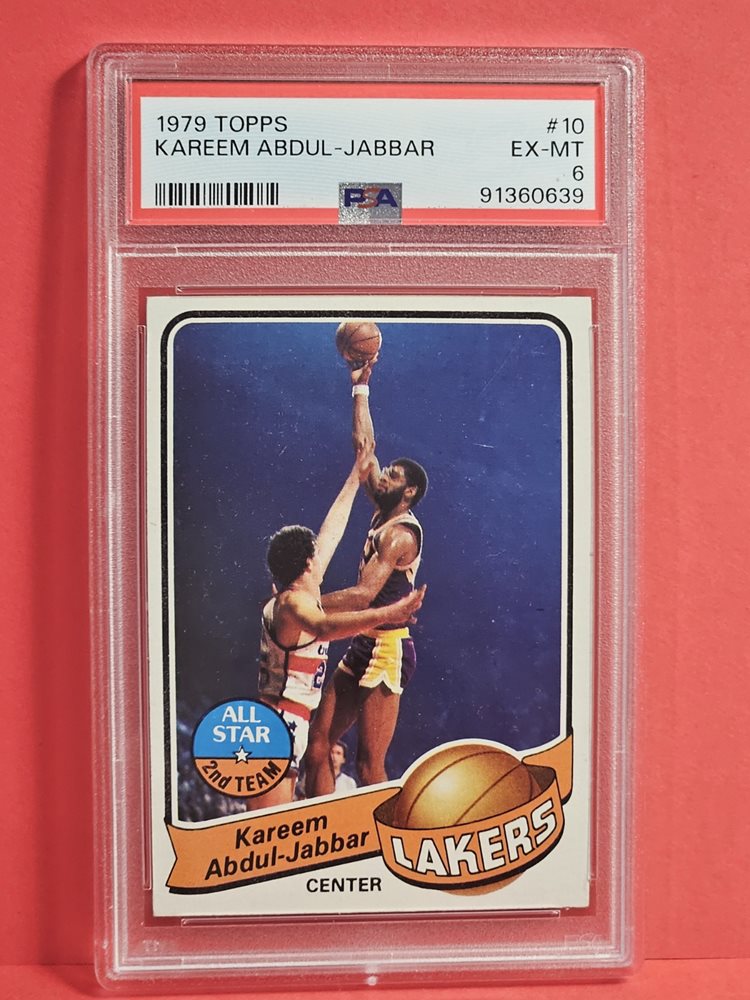 1979 TOPPS #10
KAREEM ABDUL-JABBAR EX-MT
6
PSA 91360639
ALL
STAR
2nd TEAM
Kareem
Abdul-Jabbar
LAKERS
CENTER